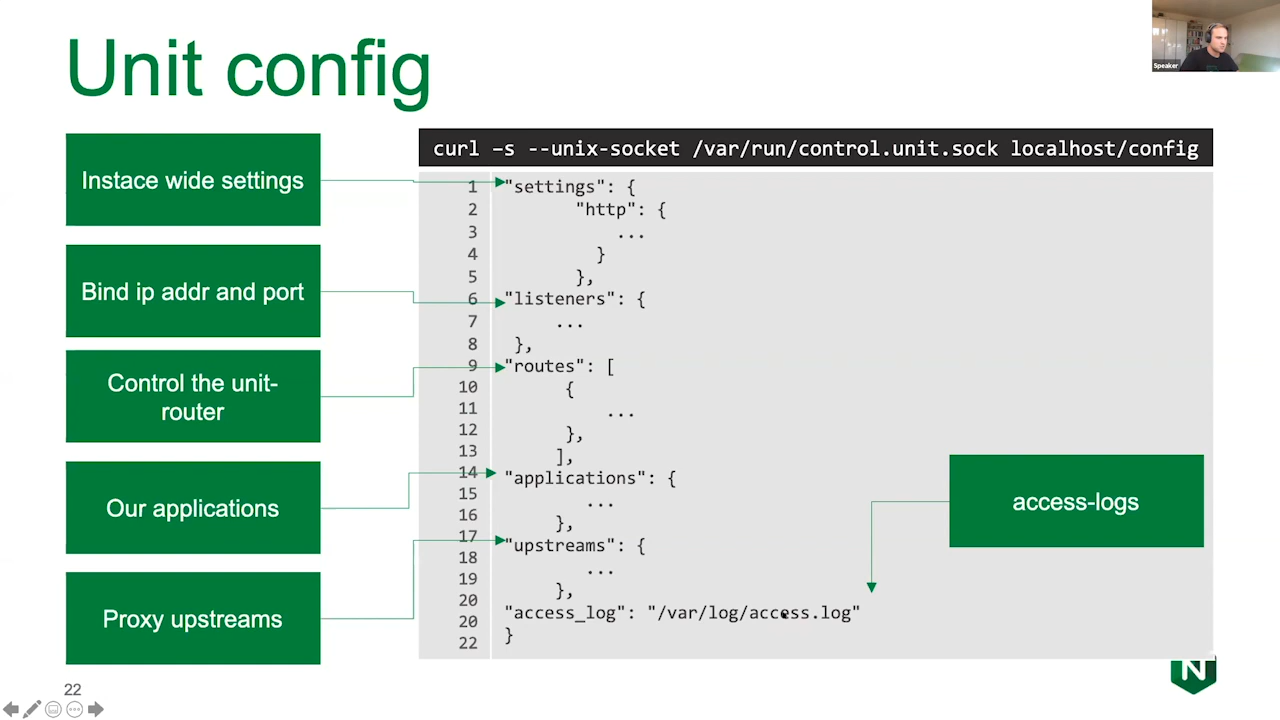 Unit config
Speaker
Instace wide settings
Bind ip addr and port
Control the unit-
router
Our applications
Proxy upstreams
curl –s --unix-socket /var/run/control.unit.sock localhost/config
1 "settings": {
2 "http": {
3 ...
4 }
5 },
6 "listeners": {
7 ...
8 },
9 "routes": [
10 {
11 ...
12 },
13 ],
14 "applications": {
15 ...
16 },
17 "upstreams": {
18 ...
19 },
20 "access_log": "/var/log/access.log"
20 }
22
access-logs
N
22